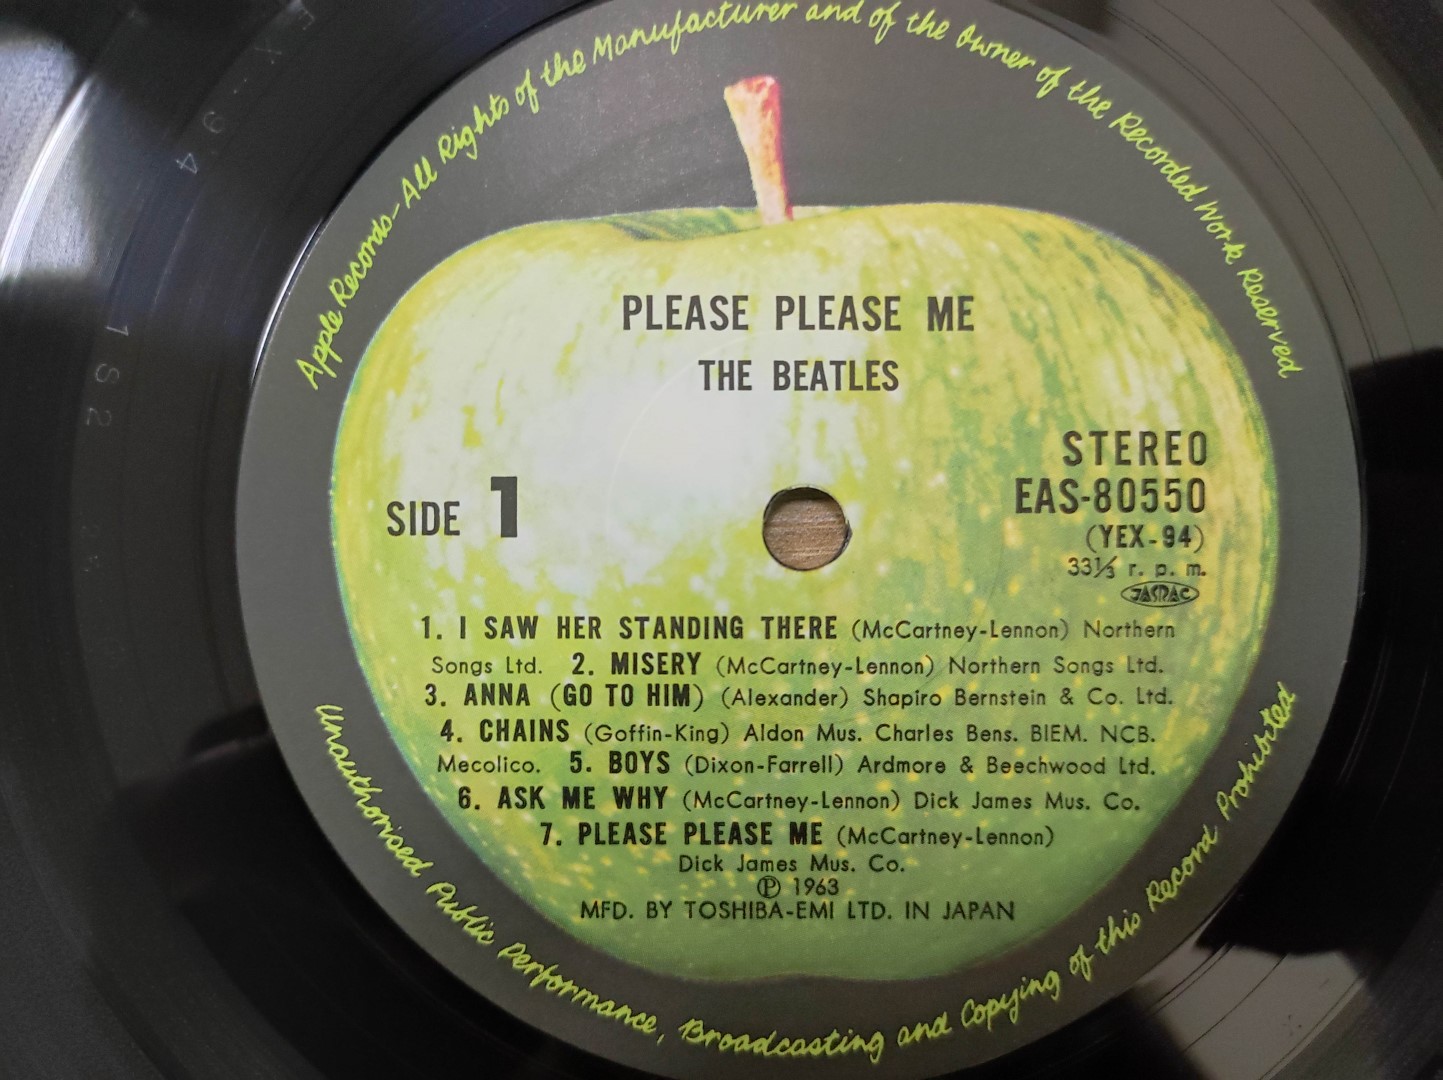 Apple Records-All Rights of the Manufacturer and of the Owner of the Recorded Work Reserved
PLEASE PLEASE ME
THE BEATLES
STEREO
EAS-80550
SIDE 1
(YEX-94)
33⅓ r. p. m.
JASRAC
1. I SAW HER STANDING THERE (McCartney-Lennon) Northern
Songs Ltd. 2. MISERY (McCartney-Lennon) Northern Songs Ltd.
3. ANNA (GO TO HIM) (Alexander) Shapiro Bernstein & Co. Ltd.
4. CHAINS (Goffin-King) Aldon Mus. Charles Bens. BIEM. NCB.
Mecolico. 5. BOYS (Dixon-Farrell) Ardmore & Beechwood Ltd.
6. ASK ME WHY (McCartney-Lennon) Dick James Mus. Co.
7. PLEASE PLEASE ME (McCartney-Lennon)
Dick James Mus. Co.
Ⓟ 1963
MFD. BY TOSHIBA-EMI LTD. IN JAPAN
Unauthorised Public Performance, Broadcasting and Copying of this Record Prohibited
94
1S2